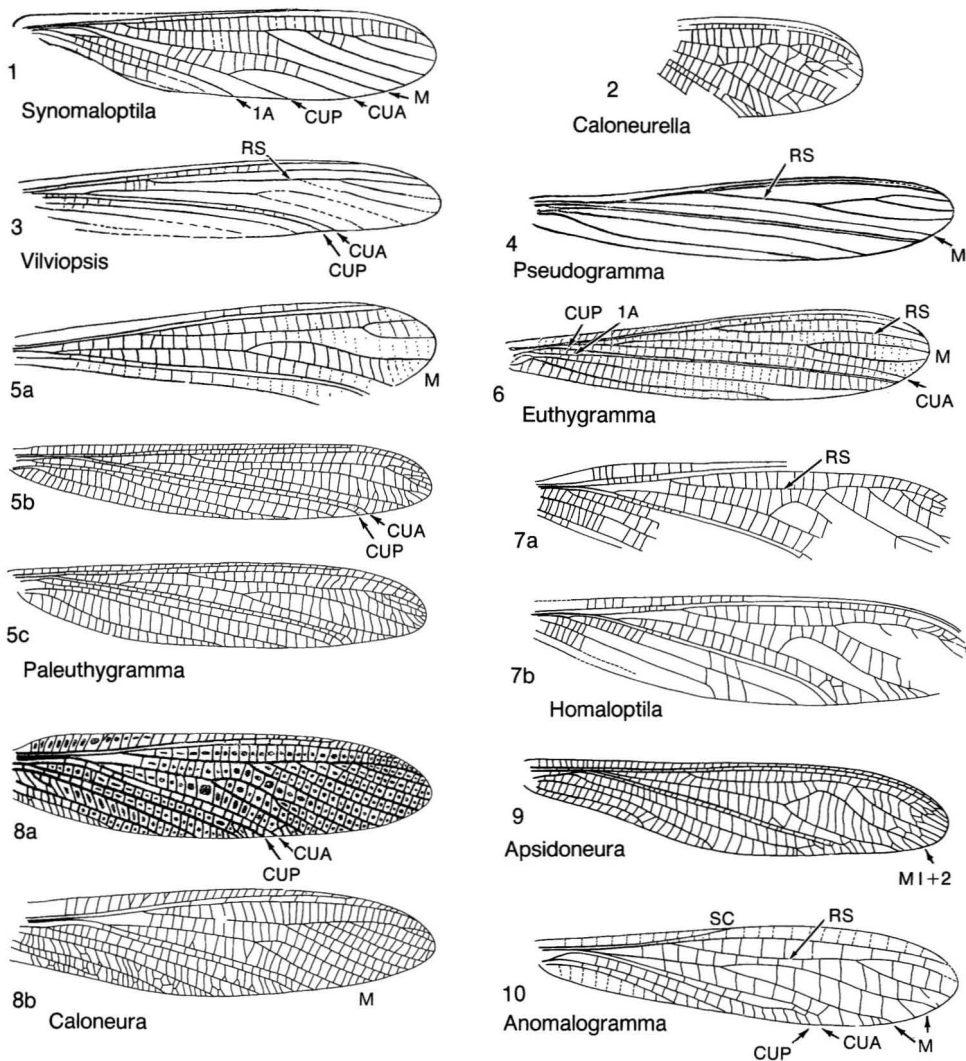 1
1A
CUP
CUA
M
Synomaloptila
2
Caloneurella
RS
3
CUA
CUP
Vilviopsis
RS
4
M
Pseudogramma
5a
M
CUP
1A
RS
M
6
CUA
Euthygramma
5b
CUA
CUP
RS
7a
5c
Paleuthygramma
7b
Homaloptila
8a
CUA
CUP
9
Apsidoneura
M I+2
8b
M
Caloneura
SC
RS
10
Anomalogramma
CUP
CUA
M